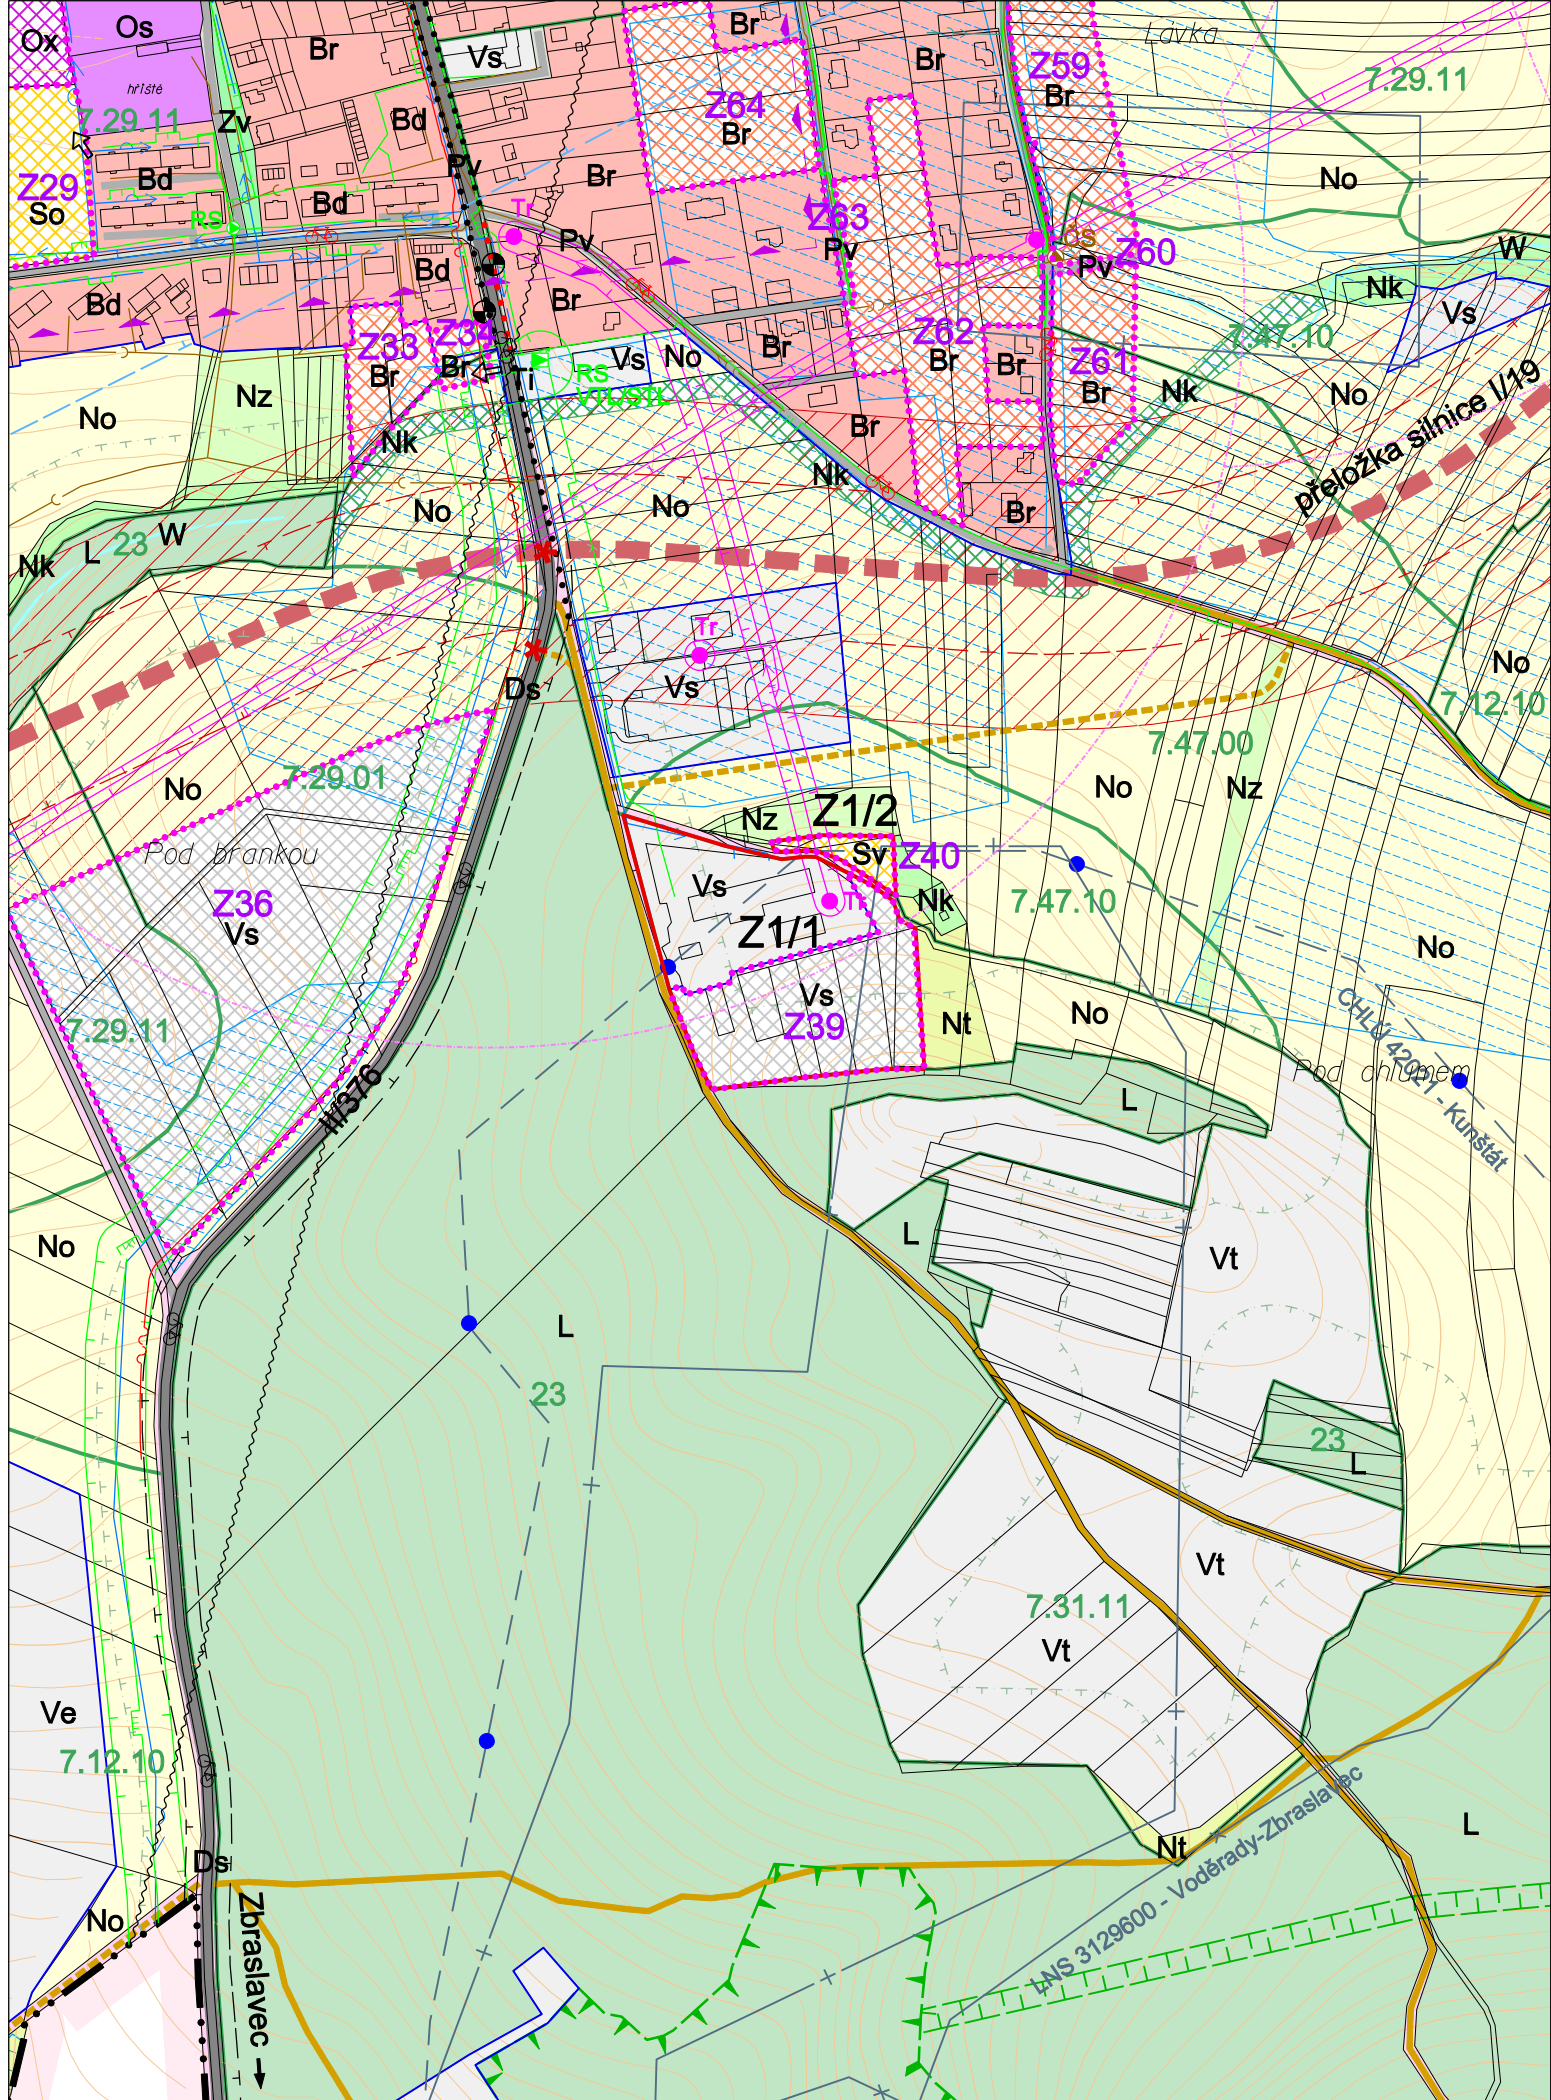 Ox
Os
Br
Vs
Br
Br
Lávka
hřiště
7.29.11
Zv
Bd
Z64
Br
Z59
Br
7.29.11
Z29
So
Bd
RS
Bd
Pv
Br
Tr
Pv
No
Z63
Pv
ČS
Pv
Z60
W
Bd
Bd
Br
Nk
Vs
Z33
Br
Z34
Br
Ti
Vs
No
RS
VTL/STL
Br
Z62
Br
Br
Z61
Br
7.47.10
Nk
No
No
Nz
Nk
Br
přeložka silnice I/19
Nk
No
No
Br
L
23
W
Nk
Tr
Vs
Ds
No
7.12.10
No
7.29.01
7.47.00
Nz
No
Pod brankou
Nz
Z1/2
Sv
Z40
Z36
Vs
Vs
Tr
Nk
7.47.10
Z1/1
No
7.29.11
Vs
Z39
Nt
No
CHLÚ 42021 - Kunštát
II/376
L
Pod chlumem
No
L
Vt
L
23
23
L
Vt
7.31.11
Vt
Ve
7.12.10
Nt
L
LNS 3129600 - Voděrady-Zbraslavec
Ds
No
Zbraslavec